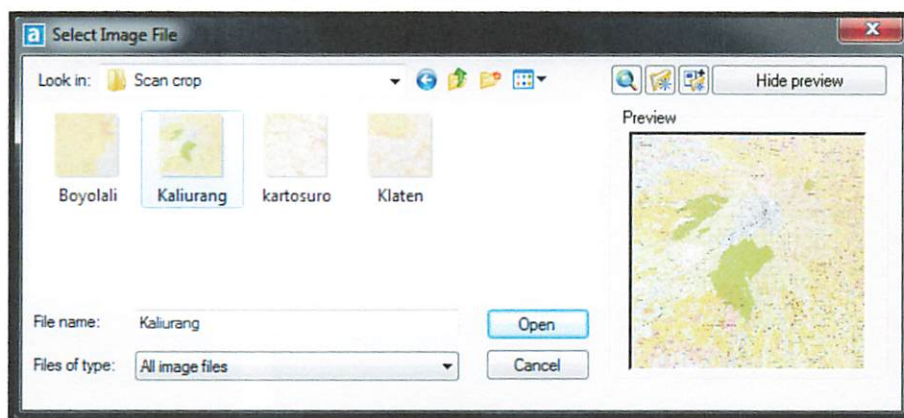 a Select Image File
x
Look in: Scan crop
Hide preview
Preview
Boyolali Kaliurang kartosuro Klaten
File name: Kaliurang
Open
Files of type: All image files
Cancel